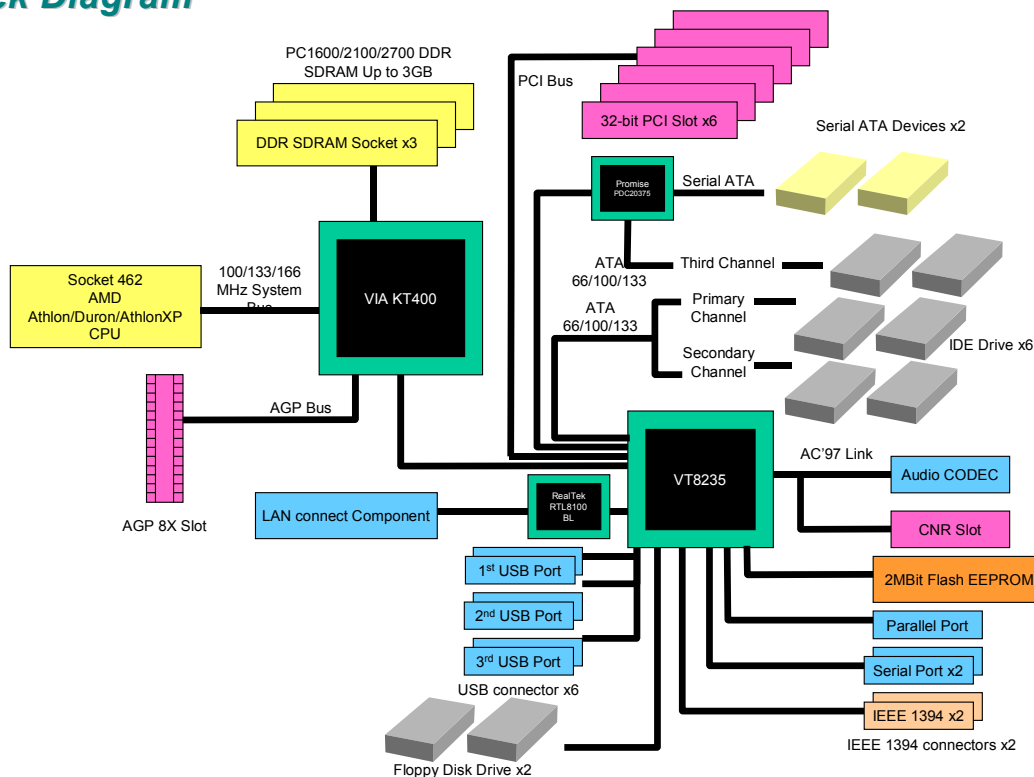 ck Diagram
PC1600/2100/2700 DDR
SDRAM Up to 3GB
DDR SDRAM Socket x3
PCI Bus
32-bit PCI Slot x6
Serial ATA Devices x2
Promise
PDC20375
Serial ATA
ATA
66/100/133
Third Channel
ATA
66/100/133
Primary
Channel
Secondary
Channel
IDE Drive x6
Socket 462
AMD
Athlon/Duron/AthlonXP
CPU
100/133/166
MHz System
Bus
VIA KT400
AGP Bus
AGP 8X Slot
VT8235
AC'97 Link
Audio CODEC
CNR Slot
RealTek
RTL8100
BL
LAN connect Component
2MBit Flash EEPROM
1st USB Port
2nd USB Port
3rd USB Port
USB connector x6
Parallel Port
Serial Port x2
IEEE 1394 x2
IEEE 1394 connectors x2
Floppy Disk Drive x2